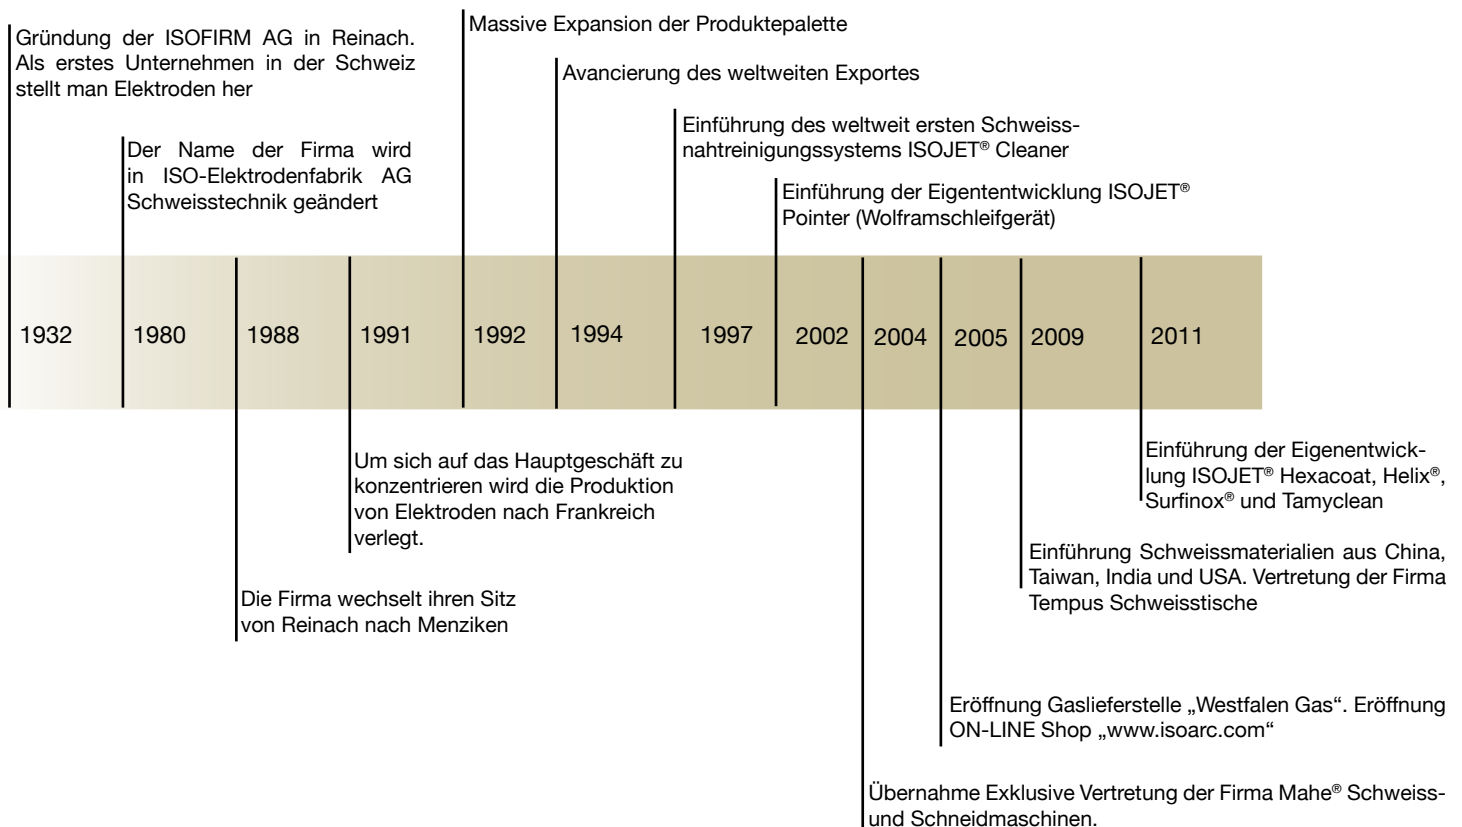 Gründung der ISOFIRM AG in Reinach.
Als erstes Unternehmen in der Schweiz
stellt man Elektroden her
Der Name der Firma wird
in ISO-Elektrodenfabrik AG
Schweisstechnik geändert
Massive Expansion der Produktepalette
Avancierung des weltweiten Exportes
Einführung des weltweit ersten Schweiss-
nahtreinigungssystems ISOJET® Cleaner
Einführung der Eigententwicklung ISOJET®
Pointer (Wolframschleifgerät)
1932
1980
1988
1991
1992
1994
1997
2002
2004
2005
2009
2011
Die Firma wechselt ihren Sitz
von Reinach nach Menziken
Um sich auf das Hauptgeschäft zu
konzentrieren wird die Produktion
von Elektroden nach Frankreich
verlegt.
Übernahme Exklusive Vertretung der Firma Mahe® Schweiss-
und Schneidmaschinen.
Eröffnung Gaslieferstelle „Westfalen Gas“. Eröffnung
ON-LINE Shop „www.isoarc.com“
Einführung Schweissmaterialien aus China,
Taiwan, India und USA. Vertretung der Firma
Tempus Schweisstische
Einführung der Eigenentwick-
lung ISOJET® Hexacoat, Helix®,
Surfinox® und Tamyclean